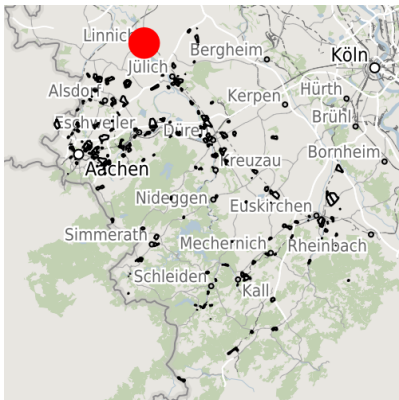 Linnich
Bergheim
Köln
Jülich
Alsdorf
Kerpen
Hürth
Brühl
Eschweiler
Düren
Bornheim
Aachen
Kreuzau
Nideggen
Euskirchen
Simmerath
Mechernich
Rheinbach
Schleiden
Kall